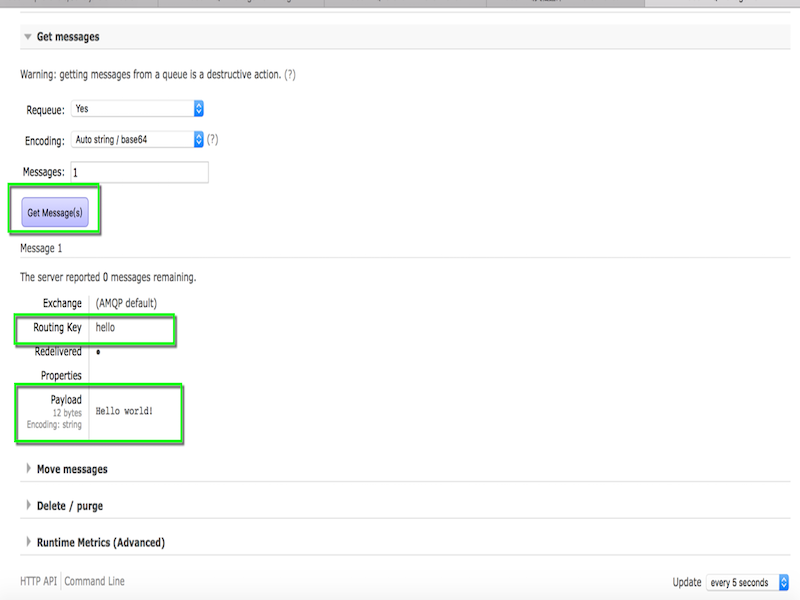 Get messages
Warning: getting messages from a queue is a destructive action. (?)
Requeue: Yes
Encoding: Auto string / base64 (?)
Messages: 1
Get Message(s)
Message 1
The server reported 0 messages remaining.
Exchange (AMQP default)
Routing Key hello
Redelivered ●
Properties
Payload
12 bytes
Encoding: string
Hello world!
Move messages
Delete / purge
Runtime Metrics (Advanced)
HTTP API Command Line
Update every 5 seconds